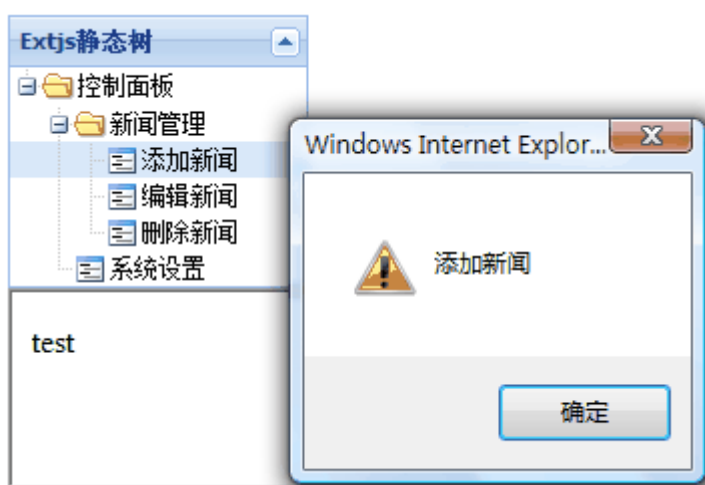 Extjs静态树
控制面板
新闻管理
添加新闻
编辑新闻
删除新闻
系统设置
test
Windows Internet Explor...
添加新闻
确定